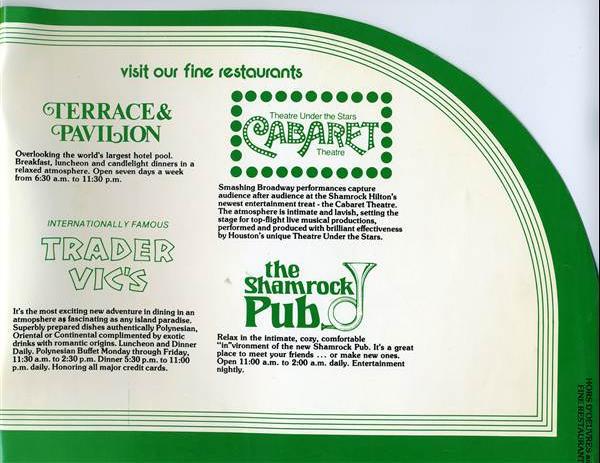 visit our fine restaurants
TERRACE &
PAVILION
Overlooking the world's largest hotel pool.
Breakfast, luncheon and candlelight dinners in a
relaxed atmosphere. Open seven days a week
from 6:30 a.m. to 11:30 p.m.
INTERNATIONALLY FAMOUS
TRADER
VIC'S
It's the most exciting new adventure in dining in an
atmopshere as fascinating as any island paradise.
Superbly prepared dishes authentically Polynesian,
Oriental or Continental complimented by exotic
drinks with romantic origins. Luncheon and Dinner
Daily. Polynesian Buffet Monday through Friday,
11:30 a.m. to 2:30 p.m. Dinner 5:30 p.m. to 11:00
p.m. daily. Honoring all major credit cards.
Theatre Under the Stars
CABARET
Theatre
Smashing Broadway performances capture
audience after audience at the Shamrock Hilton's
newest entertainment treat - the Cabaret Theatre.
The atmosphere is intimate and lavish, setting the
stage for top-flight live musical productions,
performed and produced with brilliant effectiveness
by Houston's unique Theatre Under the Stars.
the
Shamrock
Pub
Relax in the intimate, cozy, comfortable
"in"vironment of the new Shamrock Pub. It's a great
place to meet your friends . . . or make new ones.
Open 11:00 a.m. to 2:00 a.m. daily. Entertainment
nightly.
HORS D'OEUVRES
FINE RESTAURANT